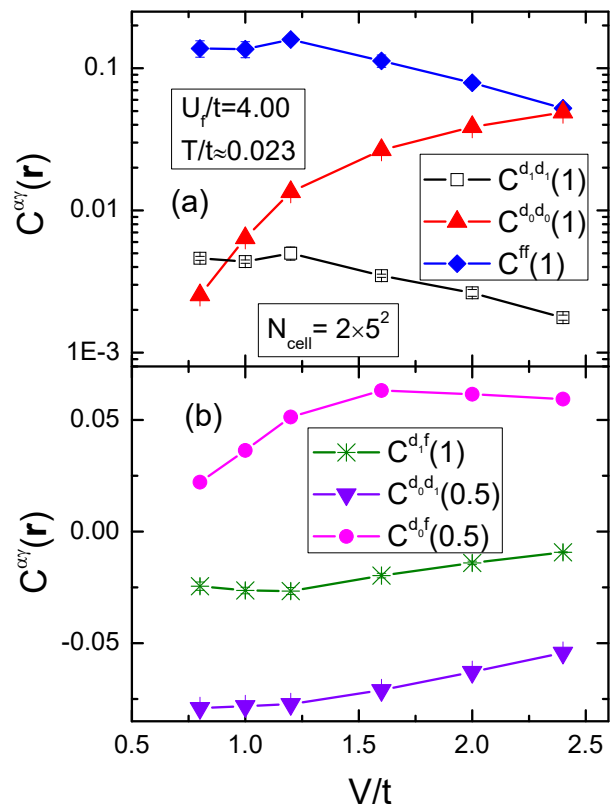 0.1
0.01
1E-3
C^αγ(r)
U_f/t=4.00
T/t≈0.023
(a)
C^{d_1d_1}(1)
C^{d_0d_0}(1)
C^{ff}(1)
N_cell= 2×5^2
(b)
0.05
0.00
-0.05
C^αγ(r)
C^{d_1f}(1)
C^{d_0d_1}(0.5)
C^{d_0f}(0.5)
0.5 1.0 1.5 2.0 2.5
V/t